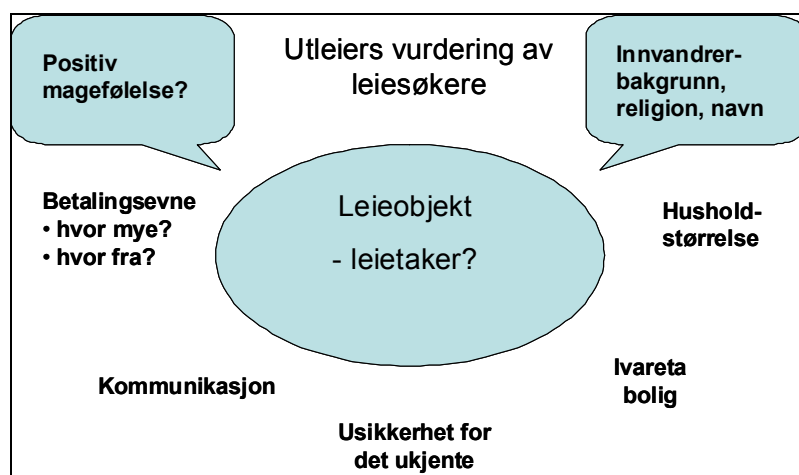 Utleiers vurdering av
leiesøkere
Positiv
magefølelse?
Innvandrer-
bakgrunn,
religion, navn
Betalingsevne
• hvor mye?
• hvor fra?
Leieobjekt
- leietaker?
Hushold-
størrelse
Kommunikasjon
Ivareta
bolig
Usikkerhet for
det ukjente